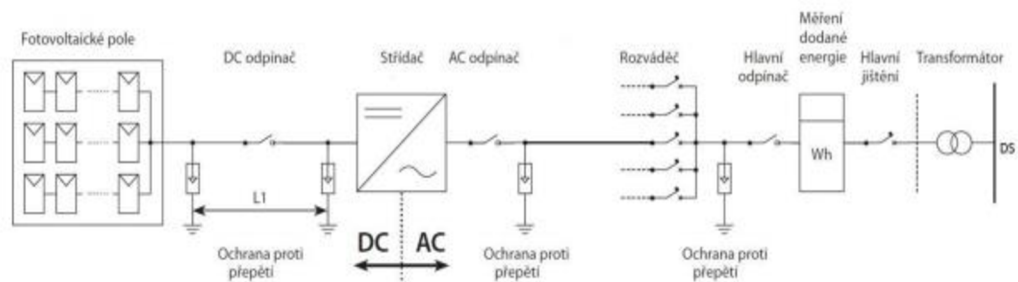 Fotovoltaické pole
DC odpínač
Střídač
AC odpínač
Rozváděč
Hlavní
odpínač
Měření
dodané
energie
Hlavní
jištění
Transformátor
Wh
DS
L1
DC AC
Ochrana proti
přepětí
Ochrana proti
přepětí
Ochrana proti
přepětí